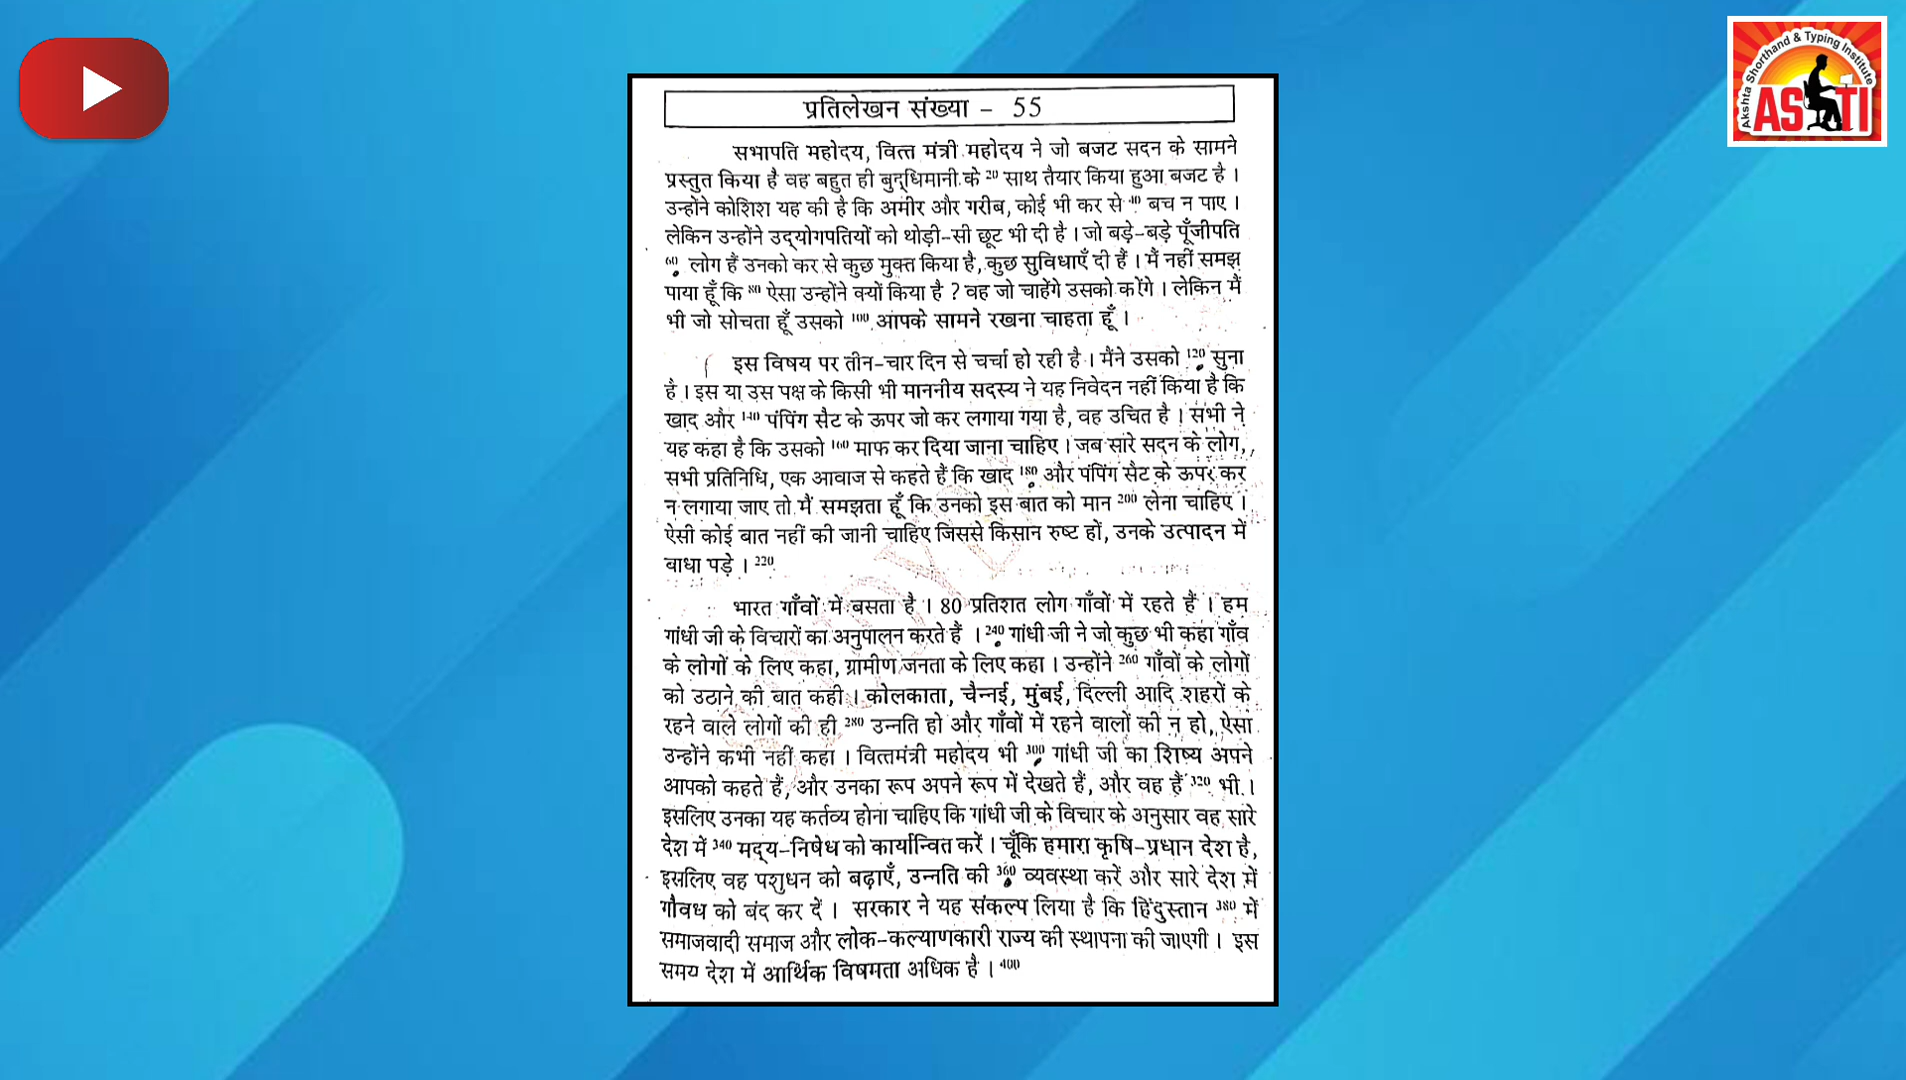 प्रतिलेखन संख्या - 55
Akshta Shorthand & Typing Institute
ASTI
सभापति महोदय, वित्त मंत्री महोदय ने जो बजट सदन के सामने
प्रस्तुत किया है वह बहुत ही बुद्धिमानी के 20 साथ तैयार किया हुआ बजट है ।
उन्होंने कोशिश यह की है कि अमीर और गरीब, कोई भी कर से 40 बच न पाए ।
लेकिन उन्होंने उद्योगपतियों को थोड़ी-सी छूट भी दी है । जो बड़े-बड़े पूँजीपति
60 लोग हैं उनको कर से कुछ मुक्त किया है, कुछ सुविधाएँ दी हैं । मैं नहीं समझ
पाया हूँ कि 80 ऐसा उन्होंने क्यों किया है ? वह जो चाहेंगे उसको करेंगे । लेकिन मैं
भी जो सोचता हूँ उसको 100 आपके सामने रखना चाहता हूँ ।
इस विषय पर तीन-चार दिन से चर्चा हो रही है । मैंने उसको 120 सुना
है । इस या उस पक्ष के किसी भी माननीय सदस्य ने यह निवेदन नहीं किया है कि
खाद और 140 पंपिंग सैट के ऊपर जो कर लगाया गया है, वह उचित है । सभी ने
यह कहा है कि उसको 160 माफ कर दिया जाना चाहिए । जब सारे सदन के लोग,
सभी प्रतिनिधि, एक आवाज से कहते हैं कि खाद 180 और पंपिंग सैट के ऊपर कर
न लगाया जाए तो मैं समझता हूँ कि उनको इस बात को मान 200 लेना चाहिए ।
ऐसी कोई बात नहीं की जानी चाहिए जिससे किसान रुष्ट हों, उनके उत्पादन में
बाधा पड़े । 220
भारत गाँवों में बसता है । 80 प्रतिशत लोग गाँवों में रहते हैं । हम
गांधी जी के विचारों का अनुपालन करते हैं । 240 गांधी जी ने जो कुछ भी कहा गाँव
के लोगों के लिए कहा, ग्रामीण जनता के लिए कहा । उन्होंने 260 गाँवों के लोगों
को उठाने की बात कही । कोलकाता, चैन्नई, मुंबई, दिल्ली आदि शहरों के
रहने वाले लोगों की ही 280 उन्नति हो और गाँवों में रहने वालों की न हो, ऐसा
उन्होंने कभी नहीं कहा । वित्तमंत्री महोदय भी 300 गांधी जी का शिष्य अपने
आपको कहते हैं, और उनका रूप अपने रूप में देखते हैं, और वह हैं 320 भी ।
इसलिए उनका यह कर्तव्य होना चाहिए कि गांधी जी के विचार के अनुसार वह सारे
देश में 340 मद्य-निषेध को कार्यान्वित करें । चूँकि हमारा कृषि-प्रधान देश है,
इसलिए वह पशुधन को बढ़ाएँ, उन्नति की 360 व्यवस्था करें और सारे देश में
गौवध को बंद कर दें । सरकार ने यह संकल्प लिया है कि हिंदुस्तान 380 में
समाजवादी समाज और लोक-कल्याणकारी राज्य की स्थापना की जाएगी । इस
समय देश में आर्थिक विषमता अधिक है । 400